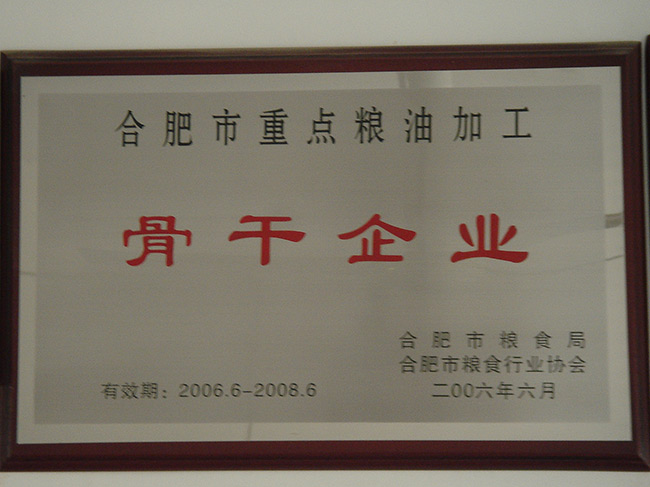 合肥市重点粮油加工
骨干企业
合肥市粮食局
合肥市粮食行业协会
有效期：2006.6-2008.6
二OO六年六月